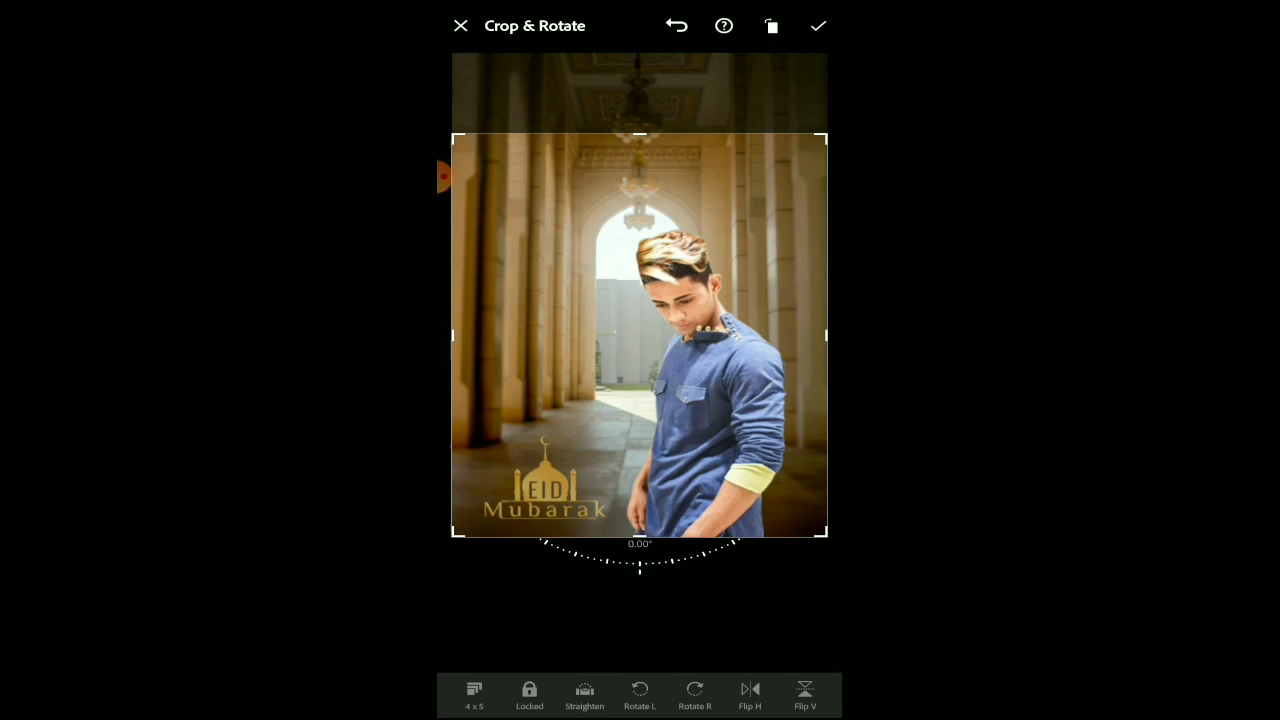 Crop & Rotate
EID
Mubarak
0.00°
4 x 5
Locked
Straighten
Rotate L
Rotate R
Flip H
Flip V